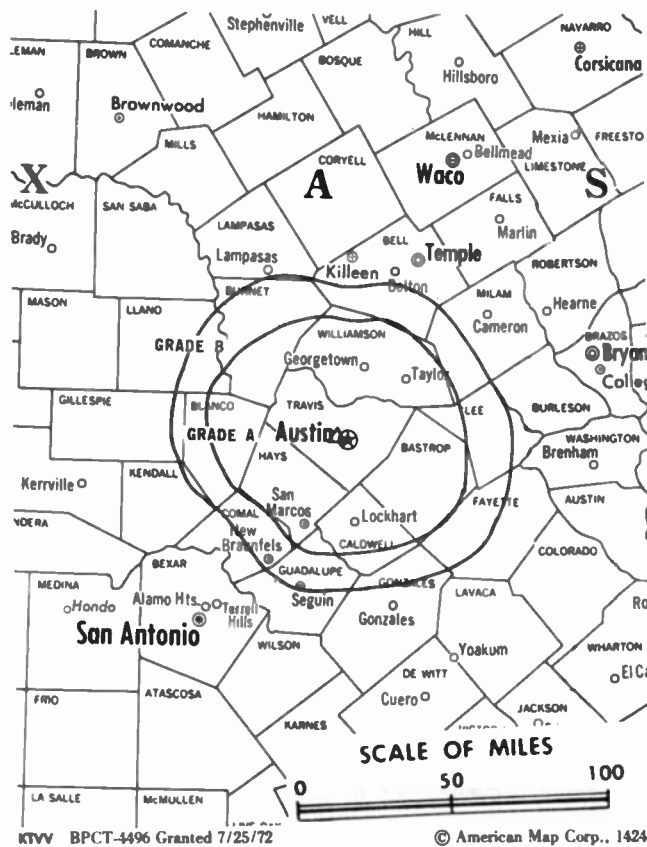 Stephenville
VELL
HILL
NAVARRO
LEMAN
BROWN
COMANCHE
BOSQUE
Hillsboro
Corsicana
leman
Brownwood
HAMILTON
MILLS
McLENNAN
Bellmead
Mexia
FREESTO
CORYELL
Waco
LIMESTONE
X
A
S
McCULLOCH
SAN SABA
FALLS
Marlin
LAMPASAS
Brady
BELL
Temple
Lampasas
Killeen
Belton
ROBERTSON
BURNET
MASON
LLANO
MILAM
Hearne
Cameron
WILLIAMSON
GRADE B
BRAZOS
Bryan
Georgetown
Taylor
Colleg
GILLESPIE
BLANCO
TRAVIS
LEE
BURLESON
GRADE A
Austin
WASHINGTON
BASTROP
HAYS
Brenham
KENDALL
Kerrville
San
Marcos
FAYETTE
AUSTIN
NDERA
COMAL
Lockhart
New
Braunfels
CALDWELL
COLORADO
BEXAR
GUADALUPE
GONZALES
MEDINA
Seguin
LAVACA
Hondo
Alamo Hts.
Terrell
Hills
Gonzales
San Antonio
WILSON
Yoakum
WHARTON
DE WITT
El Ca
FRIO
ATASCOSA
Cuero
KARNES
JACKSON
SCALE OF MILES
0
50
100
LA SALLE
McMULLEN
KTVV BPCT-4496 Granted 7/25/72
© American Map Corp., 1424